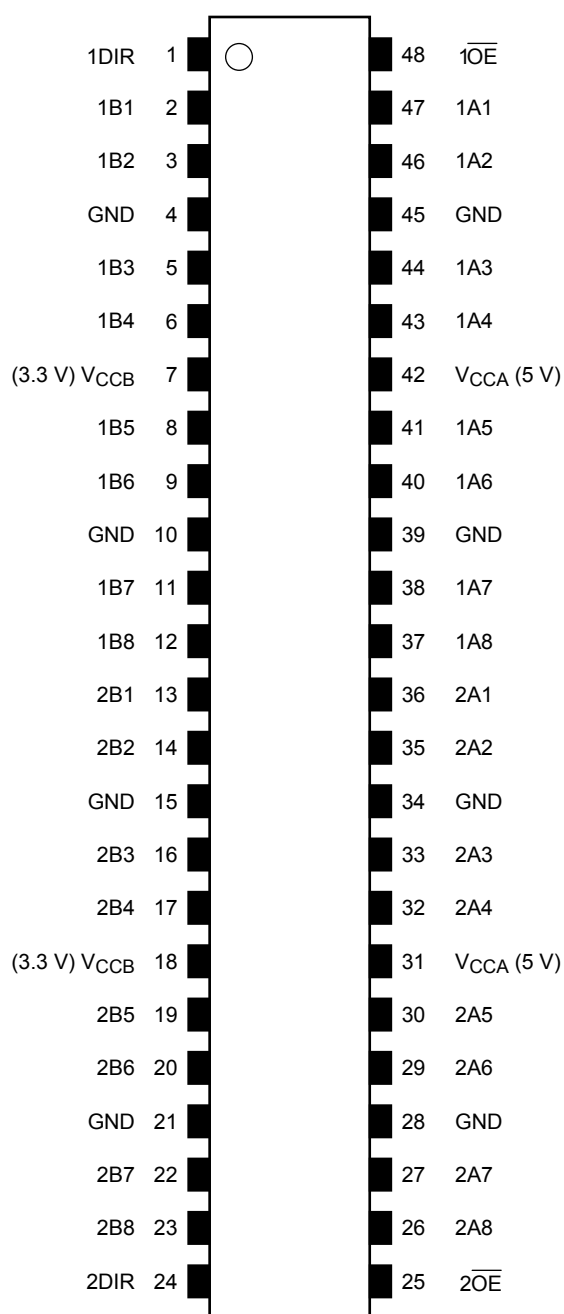 1DIR 1 48 1O̅E̅
1B1 2 47 1A1
1B2 3 46 1A2
GND 4 45 GND
1B3 5 44 1A3
1B4 6 43 1A4
(3.3 V) VCCB 7 42 VCCA (5 V)
1B5 8 41 1A5
1B6 9 40 1A6
GND 10 39 GND
1B7 11 38 1A7
1B8 12 37 1A8
2B1 13 36 2A1
2B2 14 35 2A2
GND 15 34 GND
2B3 16 33 2A3
2B4 17 32 2A4
(3.3 V) VCCB 18 31 VCCA (5 V)
2B5 19 30 2A5
2B6 20 29 2A6
GND 21 28 GND
2B7 22 27 2A7
2B8 23 26 2A8
2DIR 24 25 2O̅E̅